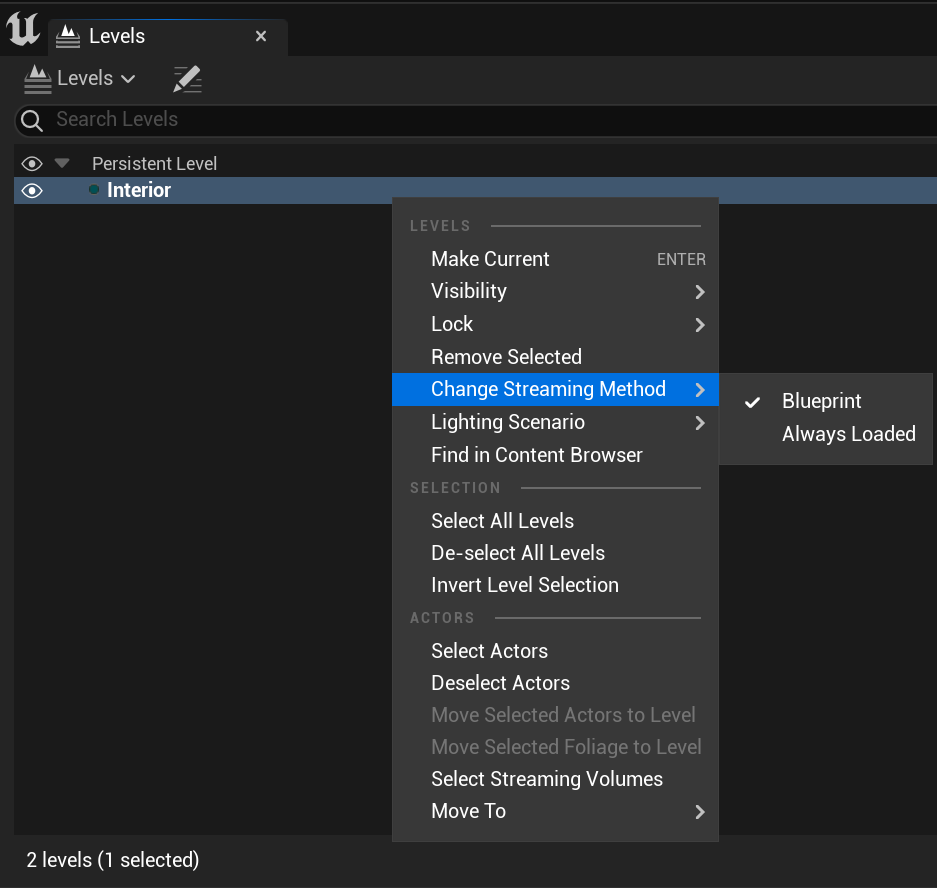 Levels
Levels
Search Levels
Persistent Level
Interior
LEVELS
Make Current ENTER
Visibility
Lock
Remove Selected
Change Streaming Method
Blueprint
Always Loaded
Lighting Scenario
Find in Content Browser
SELECTION
Select All Levels
De-select All Levels
Invert Level Selection
ACTORS
Select Actors
Deselect Actors
Move Selected Actors to Level
Move Selected Foliage to Level
Select Streaming Volumes
Move To
2 levels (1 selected)